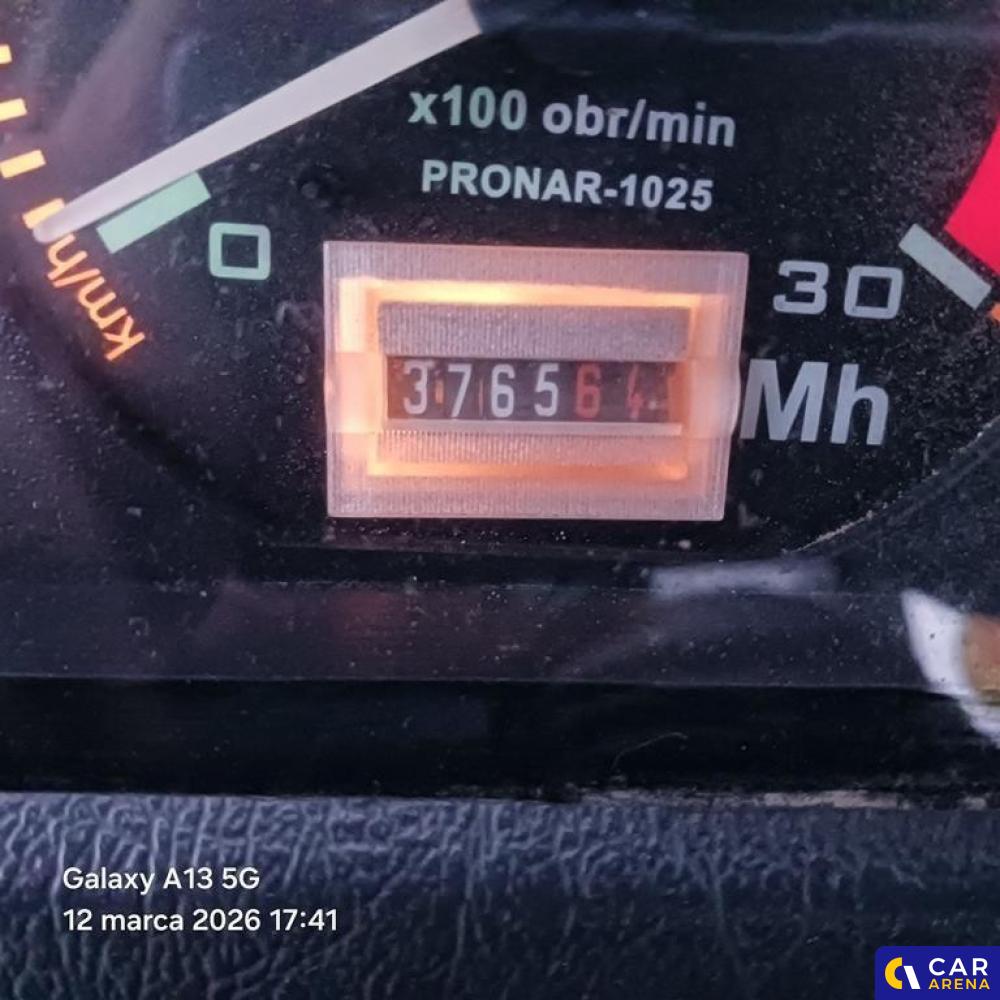 x100 obr/min
PRONAR-1025
0
30
km/h
376564
Mh
Galaxy A13 5G
12 marca 2026 17:41
CAR
ARENA